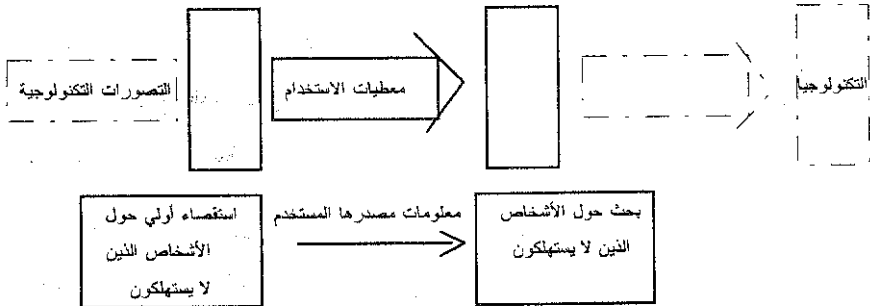 التصورات التكنولوجية
معطيات الاستخدام
التكنولوجيا
استقصاء أولي حول
الأشخاص الذين
لا يستهلكون
معلومات مصدرها المستخدم
بحث حول الأشخاص
الذين لا يستهلكون